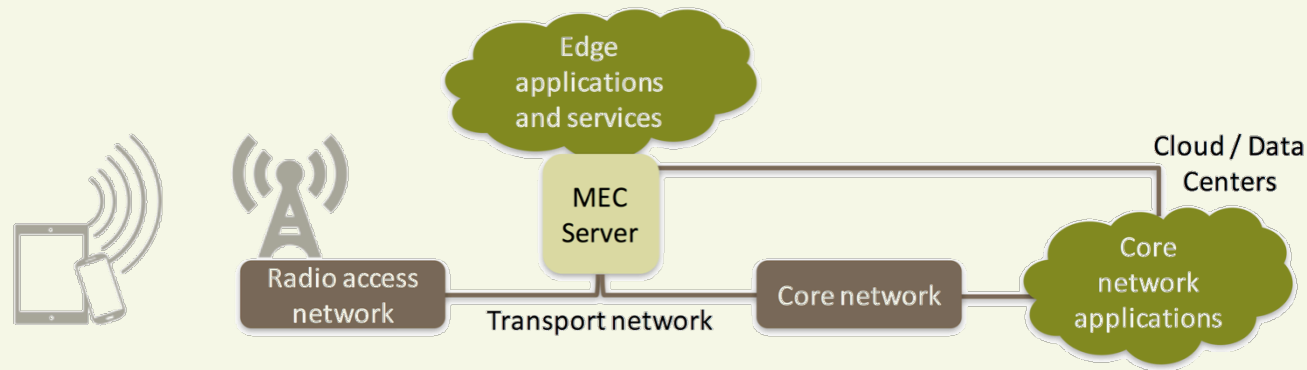 Edge
applications
and services
MEC
Server
Cloud / Data
Centers
Radio access
network
Transport network
Core network
Core
network
applications